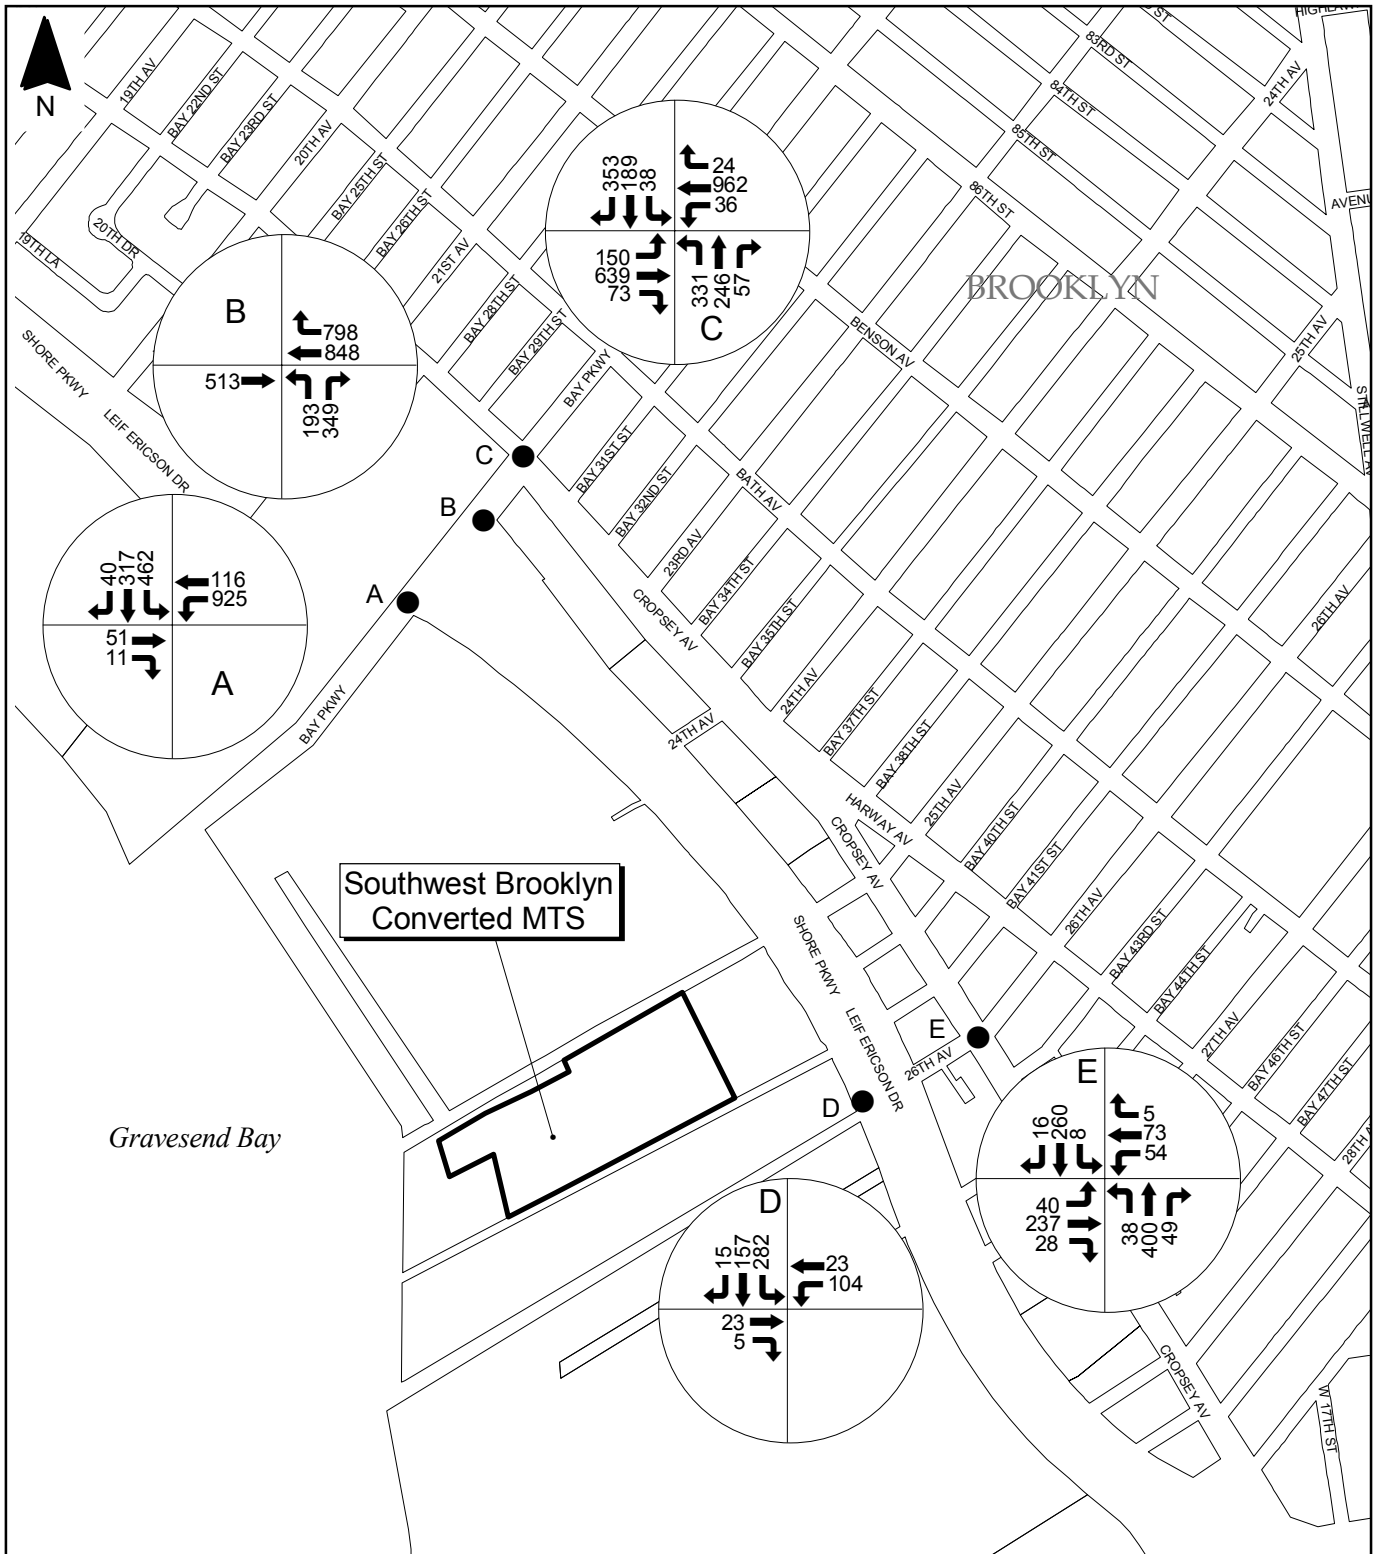 HIGHLAW
ST
83RD ST
24TH AV
84TH ST
19TH AV
BAY 22ND ST
BAY 23RD ST
20TH AV
85TH ST
N
BAY 25TH ST
86TH ST
AVENU
BAY 26TH ST
353
189
38
24
962
36
20TH DR
19TH LA
21ST AV
150
639
73
331
246
57
C
BROOKLYN
BAY 28TH ST
B
798
848
513
193
349
BAY 29TH ST
BENSON AV
25TH AV
SHORE PKWY
BAY PKWY
STILLWELL AV
LEIF ERICSON DR
BAY 31ST ST
C
BAY 32ND ST
BATH AV
B
23RD AV
40
317
462
116
925
51
11
A
A
BAY 34TH ST
CROPSEY AV
26TH AV
BAY 35TH ST
24TH AV
BAY PKWY
24TH AV
BAY 37TH ST
BAY 38TH ST
25TH AV
HARWAY AV
CROPSEY AV
BAY 40TH ST
BAY 41ST ST
Southwest Brooklyn
Converted MTS
26TH AV
SHORE PKWY
BAY 43RD ST
BAY 44TH ST
LEIF ERICSON DR
E
27TH AV
26TH AV
BAY 46TH ST
D
BAY 47TH ST
Gravesend Bay
28TH AV
E
16
260
8
5
73
54
40
237
28
38
400
49
D
15
157
282
23
104
23
5
CROPSEY AV
W 17TH ST